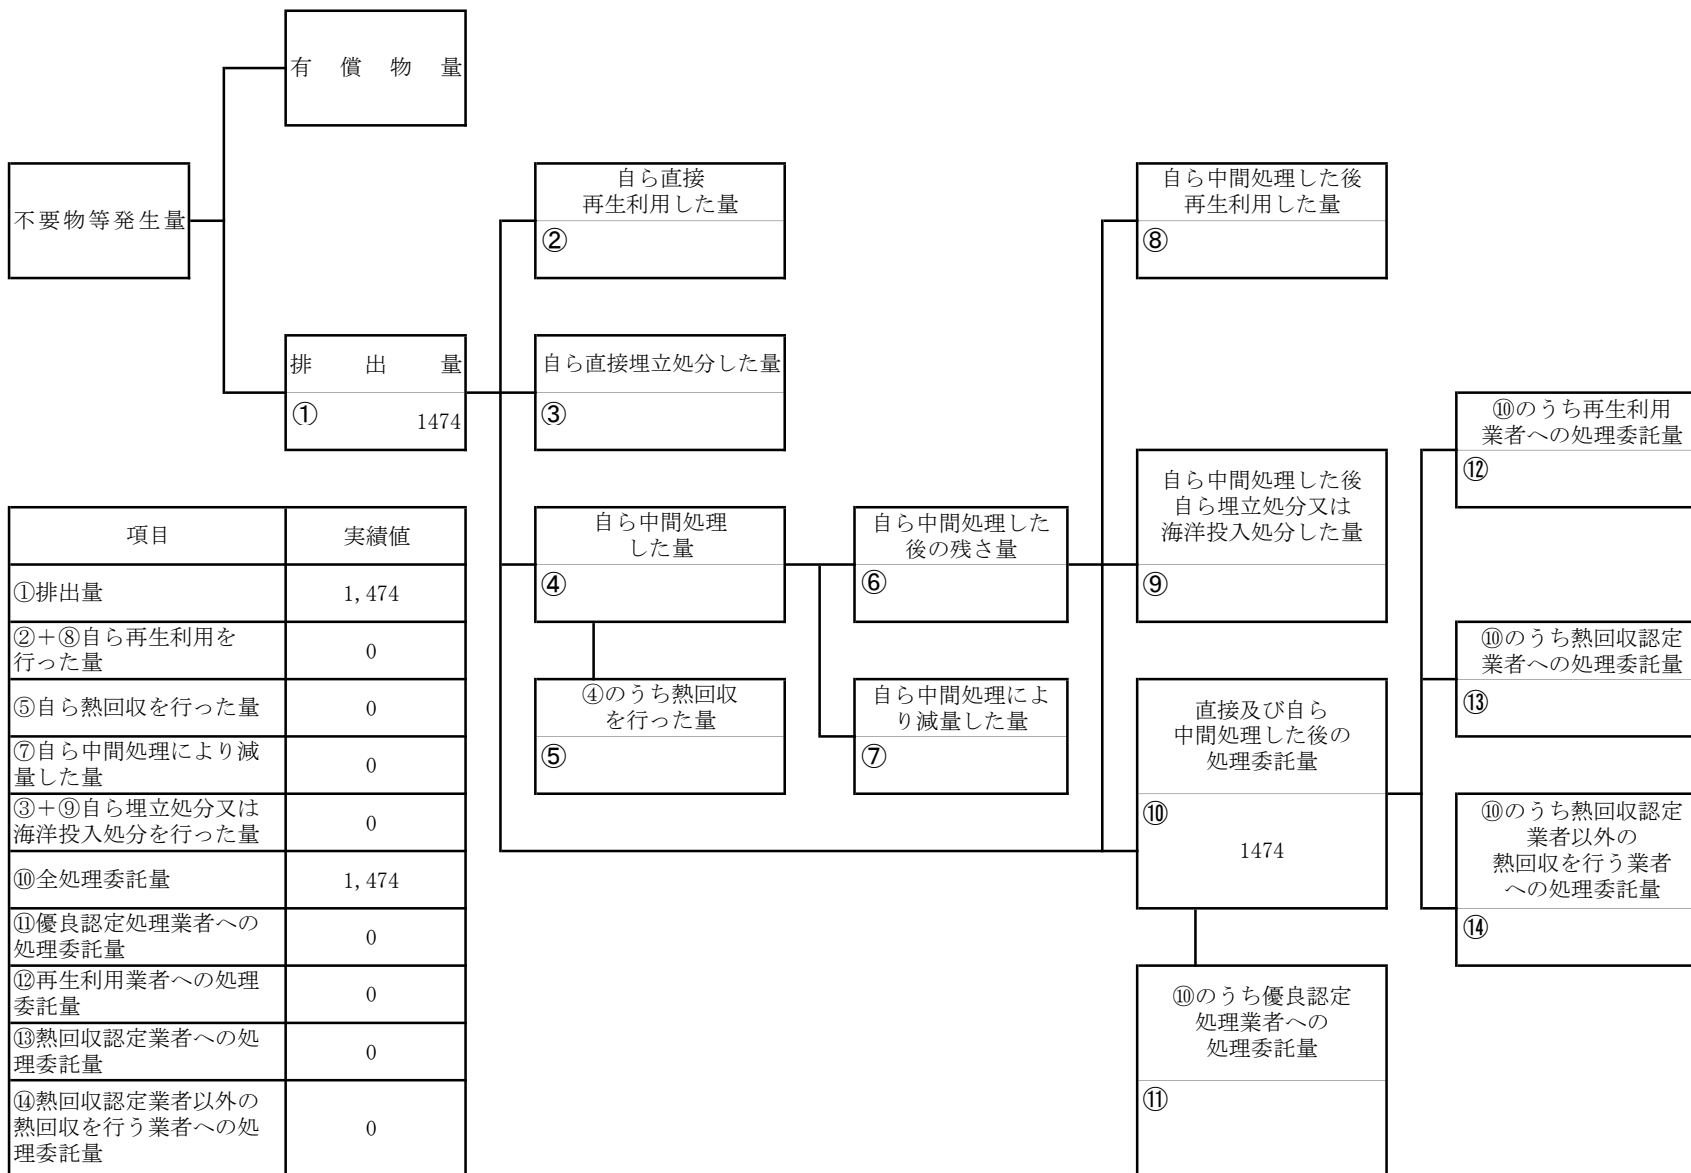 有償物量
不要物等発生量
排出量
①
1474
自ら直接
再生利用した量
②
自ら直接埋立処分した量
③
自ら中間処理
した量
④
④のうち熱回収
を行った量
⑤
自ら中間処理した
後の残さ量
⑥
自ら中間処理によ
り減量した量
⑦
自ら中間処理した後
再生利用した量
⑧
自ら中間処理した後
自ら埋立処分又は
海洋投入処分した量
⑨
直接及び自ら
中間処理した後の
処理委託量
⑩
1474
⑩のうち優良認定
処理業者への
処理委託量
⑪
⑩のうち再生利用
業者への処理委託量
⑫
⑩のうち熱回収認定
業者への処理委託量
⑬
⑩のうち熱回収認定
業者以外の
熱回収を行う業者
への処理委託量
⑭
項目 実績値
①排出量 1,474
②＋⑧自ら再生利用を
行った量 0
⑤自ら熱回収を行った量 0
⑦自ら中間処理により減
量した量 0
③＋⑨自ら埋立処分又は
海洋投入処分を行った量 0
⑩全処理委託量 1,474
⑪優良認定処理業者への
処理委託量 0
⑫再生利用業者への処理
委託量 0
⑬熱回収認定業者への処
理委託量 0
⑭熱回収認定業者以外の
熱回収を行う業者への処
理委託量 0